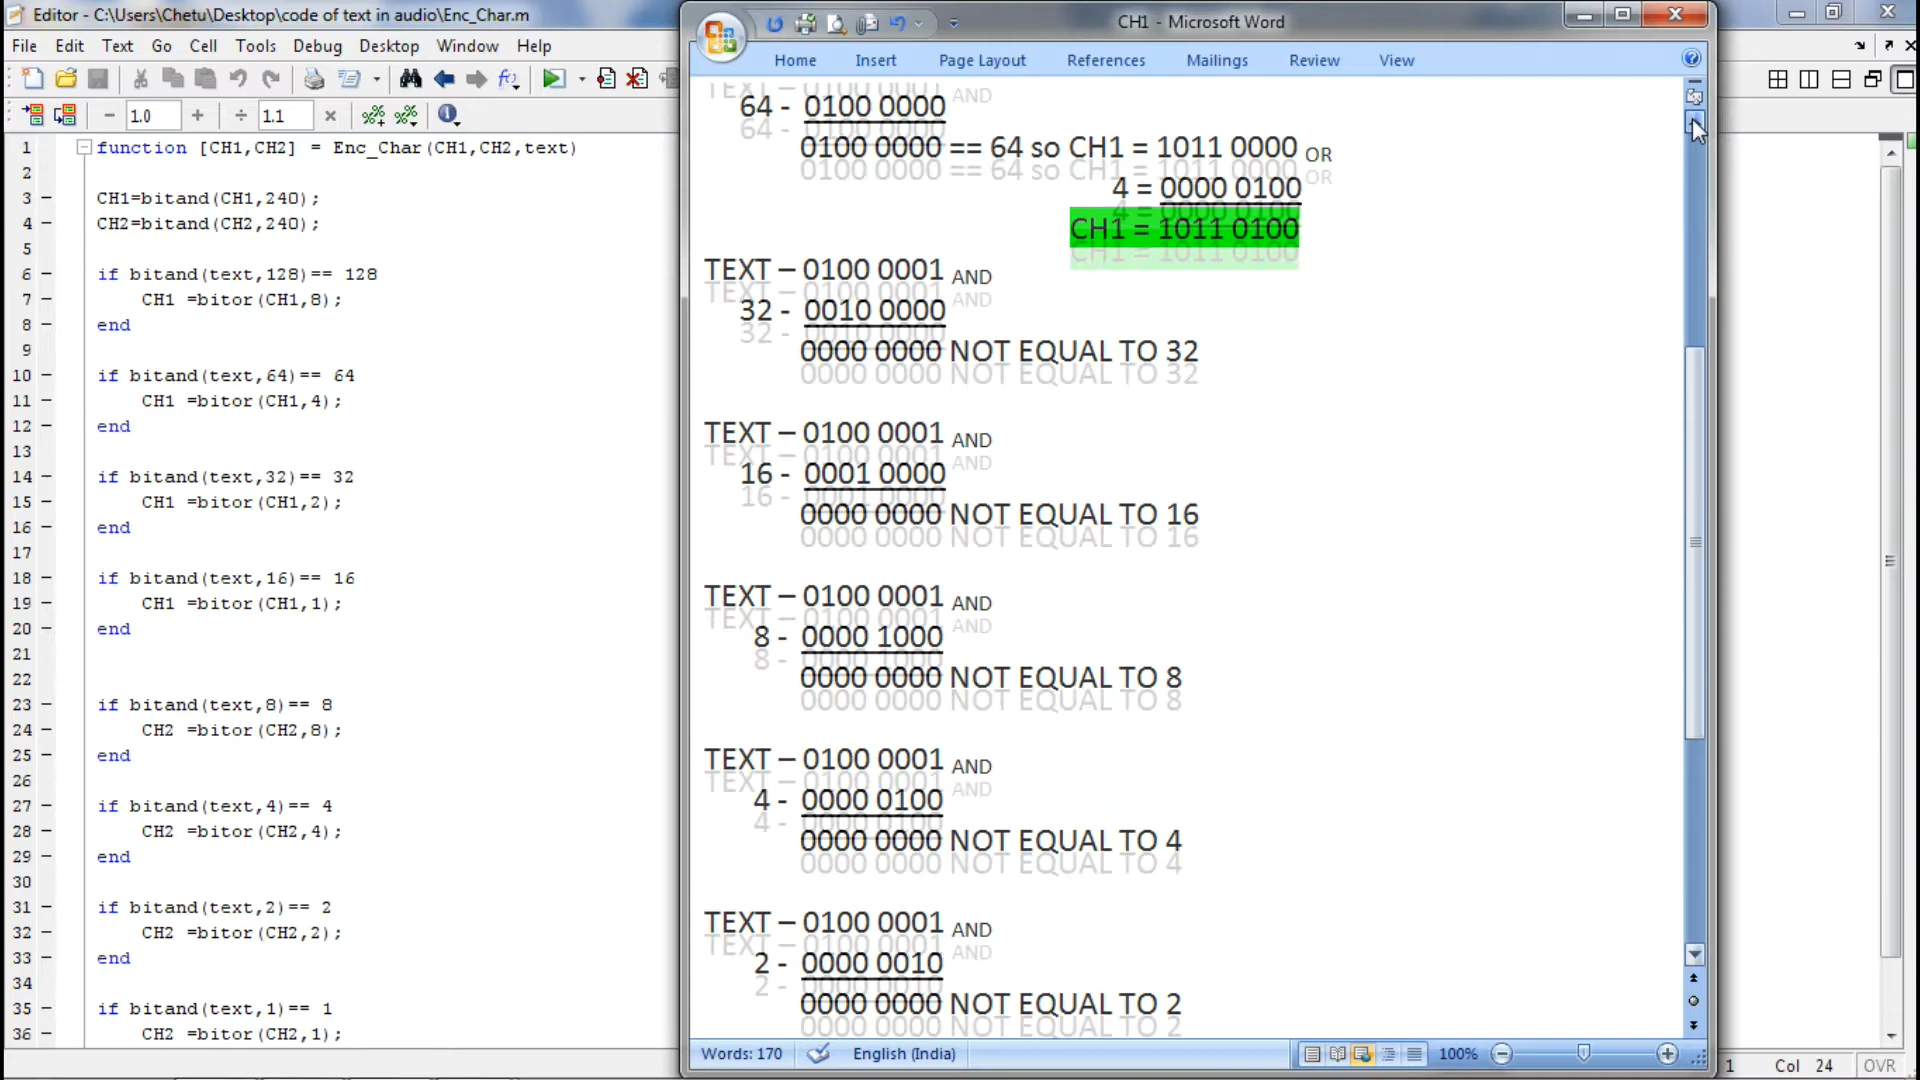 Editor - C:\Users\Chetu\Desktop\code of text in audio\Enc_Char.m
File Edit Text Go Cell Tools Debug Desktop Window Help
1.0
1.1
1 function [CH1,CH2] = Enc_Char(CH1,CH2,text)
2
3 CH1=bitand(CH1,240);
4 CH2=bitand(CH2,240);
5
6 if bitand(text,128)== 128
7 CH1 =bitor(CH1,8);
8 end
9
10 if bitand(text,64)== 64
11 CH1 =bitor(CH1,4);
12 end
13
14 if bitand(text,32)== 32
15 CH1 =bitor(CH1,2);
16 end
17
18 if bitand(text,16)== 16
19 CH1 =bitor(CH1,1);
20 end
21
22
23 if bitand(text,8)== 8
24 CH2 =bitor(CH2,8);
25 end
26
27 if bitand(text,4)== 4
28 CH2 =bitor(CH2,4);
29 end
30
31 if bitand(text,2)== 2
32 CH2 =bitor(CH2,2);
33 end
34
35 if bitand(text,1)== 1
36 CH2 =bitor(CH2,1);
CH1 - Microsoft Word
Home Insert Page Layout References Mailings Review View
64 - 0100 0000
0100 0000 == 64 so CH1 = 1011 0000 OR
4 = 0000 0100
CH1 = 1011 0100
TEXT – 0100 0001 AND
32 - 0010 0000
0000 0000 NOT EQUAL TO 32
TEXT – 0100 0001 AND
16 - 0001 0000
0000 0000 NOT EQUAL TO 16
TEXT – 0100 0001 AND
8 - 0000 1000
0000 0000 NOT EQUAL TO 8
TEXT – 0100 0001 AND
4 - 0000 0100
0000 0000 NOT EQUAL TO 4
TEXT – 0100 0001 AND
2 - 0000 0010
0000 0000 NOT EQUAL TO 2
Words: 170 English (India) 100%
1 Col 24 OVR